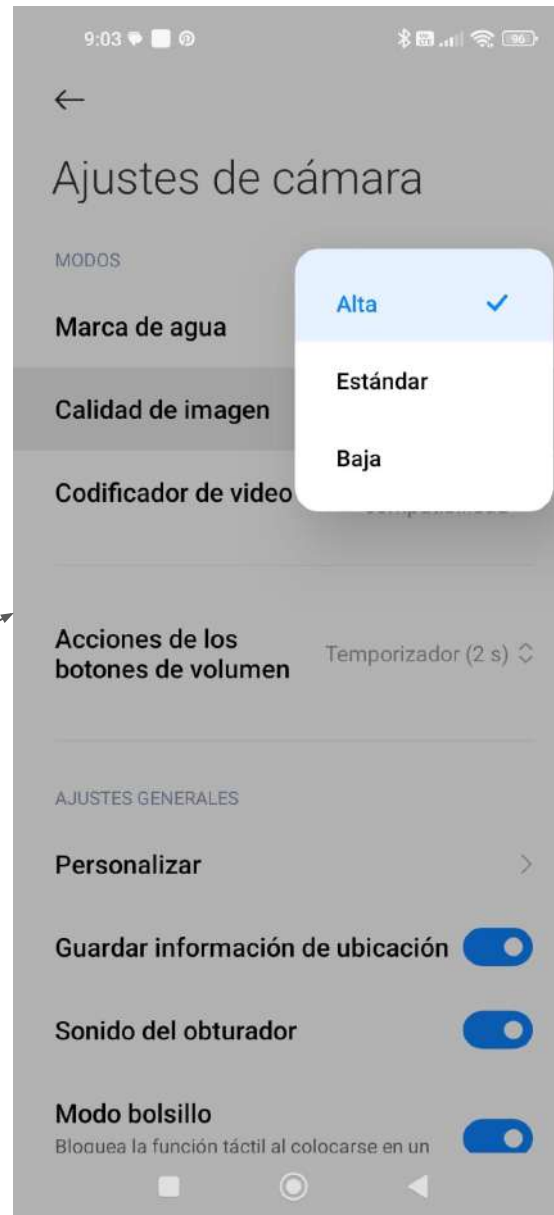 9:03
96
Ajustes de cámara
MODOS
Marca de agua
Alta
Calidad de imagen
Estándar
Baja
Codificador de video
Acciones de los
botones de volumen
Temporizador (2 s)
AJUSTES GENERALES
Personalizar
Guardar información de ubicación
Sonido del obturador
Modo bolsillo
Bloquea la función táctil al colocarse en un